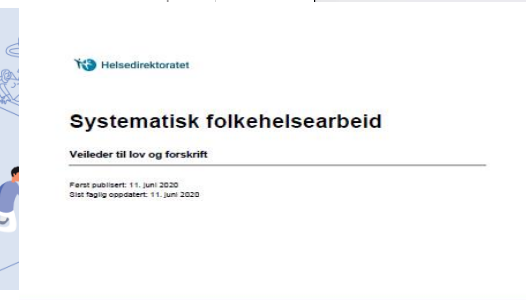 Helsedirektoratet
Systematisk folkehelsearbeid
Veileder til lov og forskrift
Først publisert: 11. juni 2020
Sist faglig oppdatert: 11. juni 2020